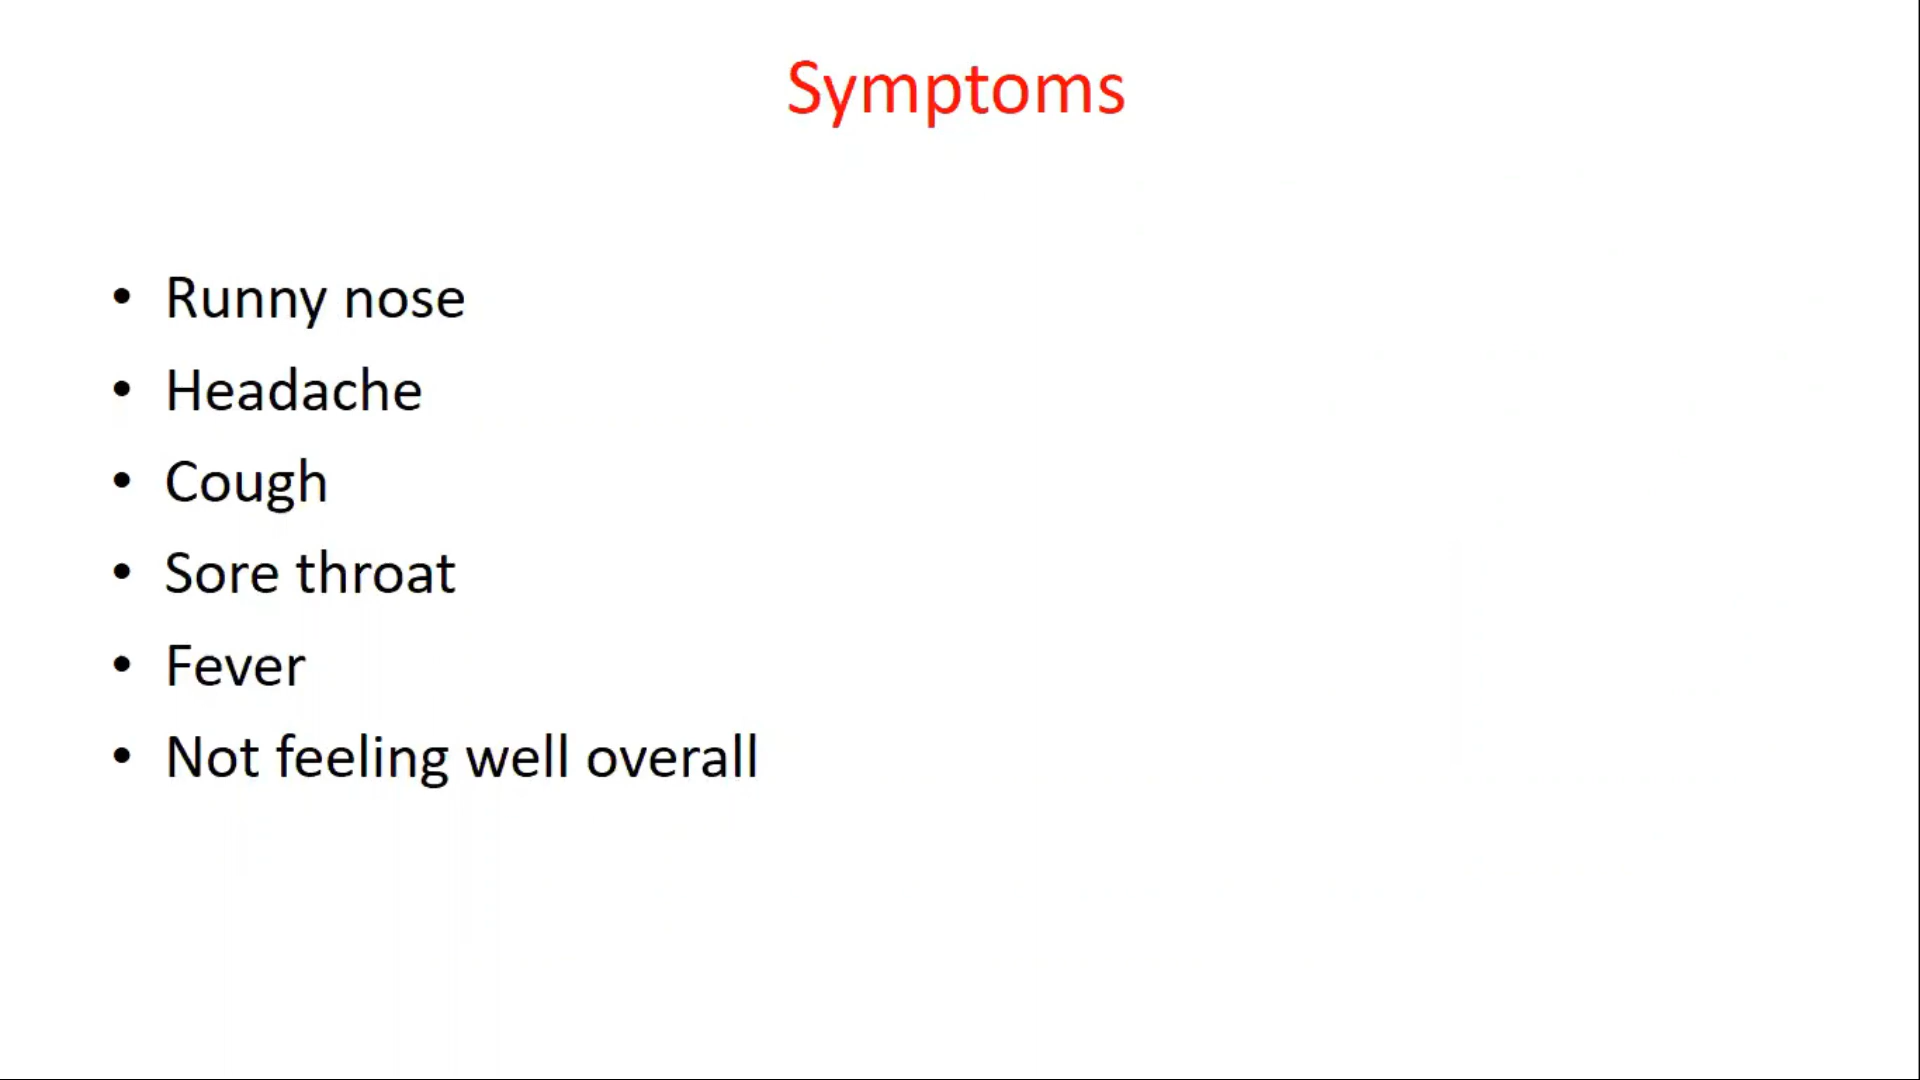 Symptoms
• Runny nose
• Headache
• Cough
• Sore throat
• Fever
• Not feeling well overall